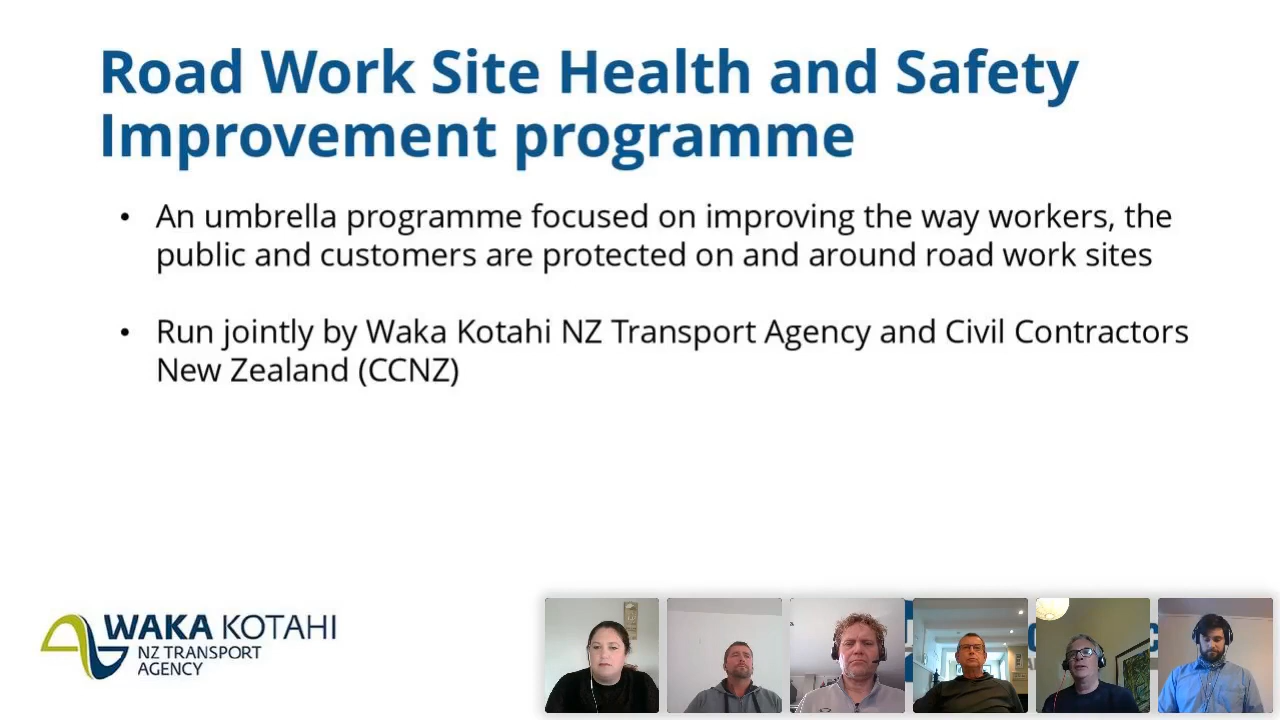 Road Work Site Health and Safety
Improvement programme
• An umbrella programme focused on improving the way workers, the
public and customers are protected on and around road work sites
• Run jointly by Waka Kotahi NZ Transport Agency and Civil Contractors
New Zealand (CCNZ)
WAKA KOTAHI
NZ TRANSPORT
AGENCY